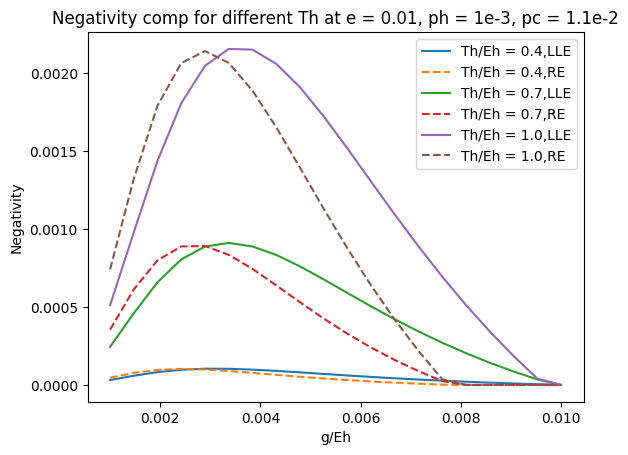 Negativity comp for different Th at e = 0.01, ph = 1e-3, pc = 1.1e-2
Th/Eh = 0.4,LLE
Th/Eh = 0.4,RE
Th/Eh = 0.7,LLE
Th/Eh = 0.7,RE
Th/Eh = 1.0,LLE
Th/Eh = 1.0,RE
Negativity
0.0020
0.0015
0.0010
0.0005
0.0000
0.002
0.004
0.006
0.008
0.010
g/Eh